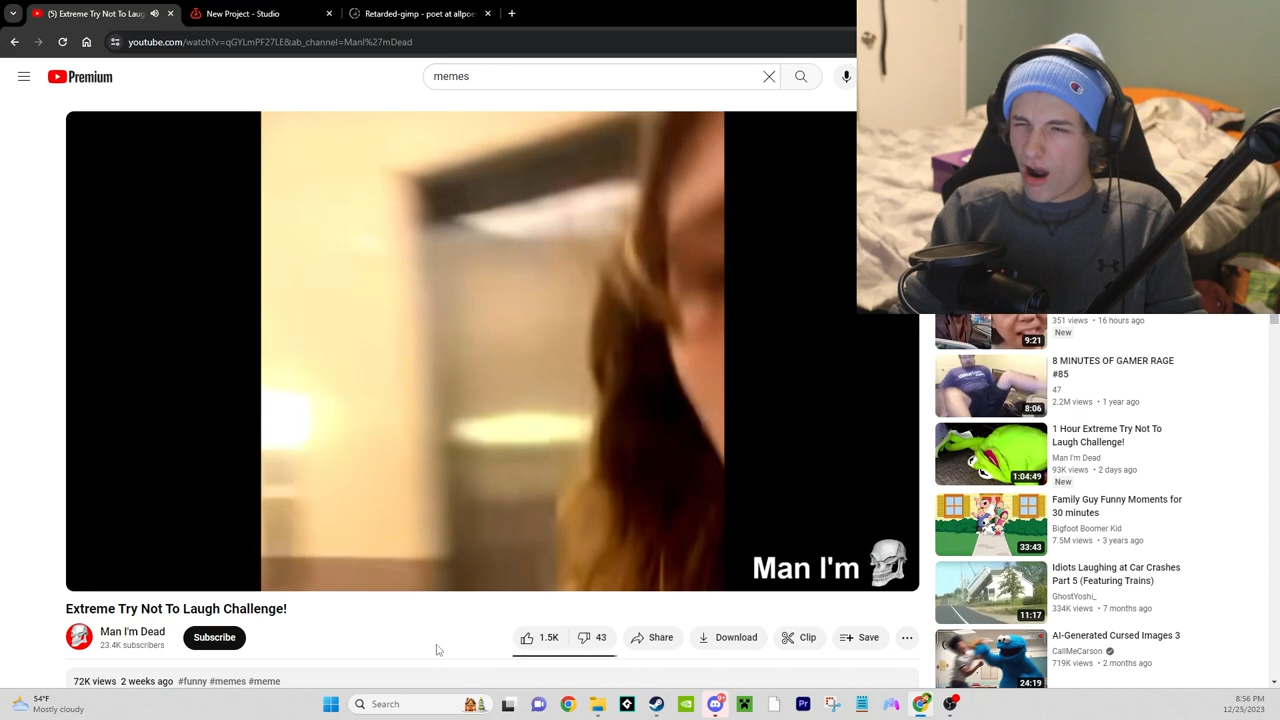 (5) Try Not To Laug
New Project - Studio
Retarded-gimp - poet at allpoe
youtube.com/watch?v=qGYLmPF27LE&ab_channel=ManI%27mDead
Premium
memes
Man I'm
Extreme Try Not To Laugh Challenge!
Man I'm Dead
23.4K subscribers
Subscribe
1.5K
43
Share
Download
Clip
Save
72K views 2 weeks ago #funny #memes #meme
351 views • 16 hours ago
New
9:21
8 MINUTES OF GAMER RAGE
#85
47
2.2M views • 1 year ago
8:06
1 Hour Extreme Try Not To
Laugh Challenge!
Man I'm Dead
93K views • 2 days ago
New
1:04:49
Family Guy Funny Moments for
30 minutes
Bigfoot Boomer Kid
7.5M views • 3 years ago
33:43
Idiots Laughing at Car Crashes
Part 5 (Featuring Trains)
GhostYoshi_
334K views • 7 months ago
11:17
AI-Generated Cursed Images 3
CallMeCarson
719K views • 2 months ago
24:19
54°F
Mostly cloudy
Search
8:56 PM
12/25/2023